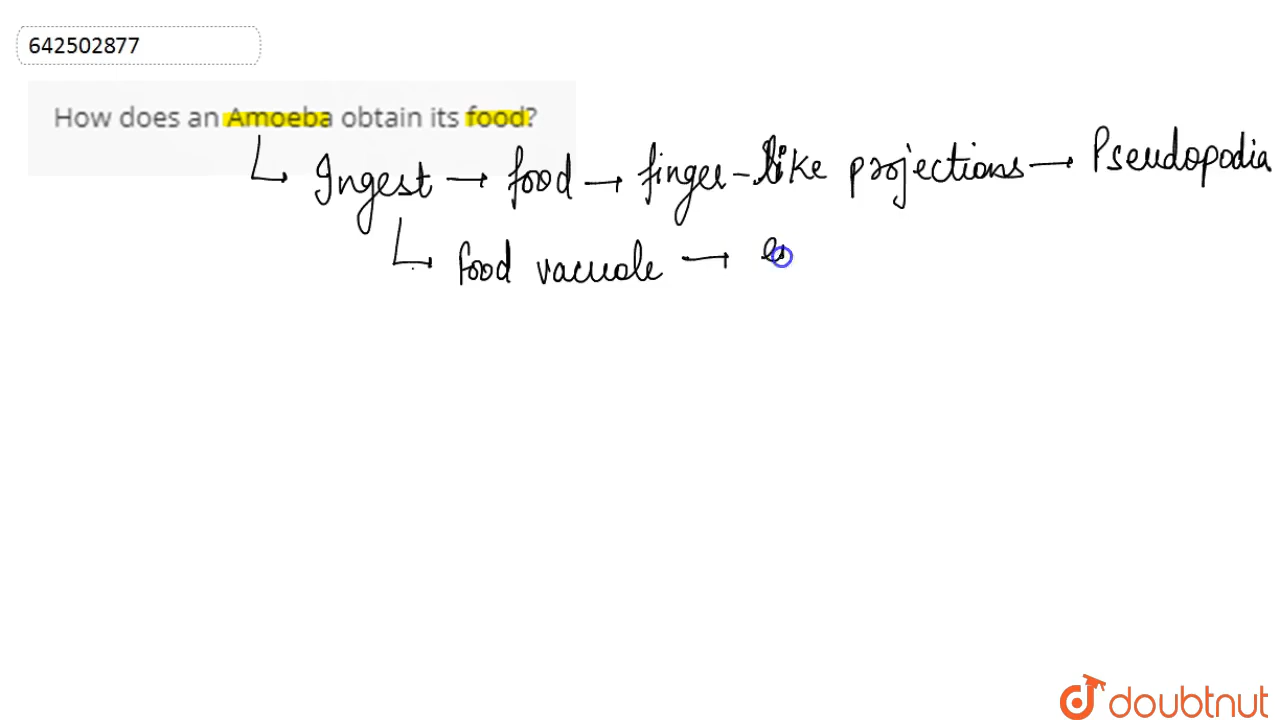 642502877
How does an Amoeba obtain its food?
↳ Ingest → food → finger-like projections → Pseudopodia
↳ food vacuole →
doubtnut